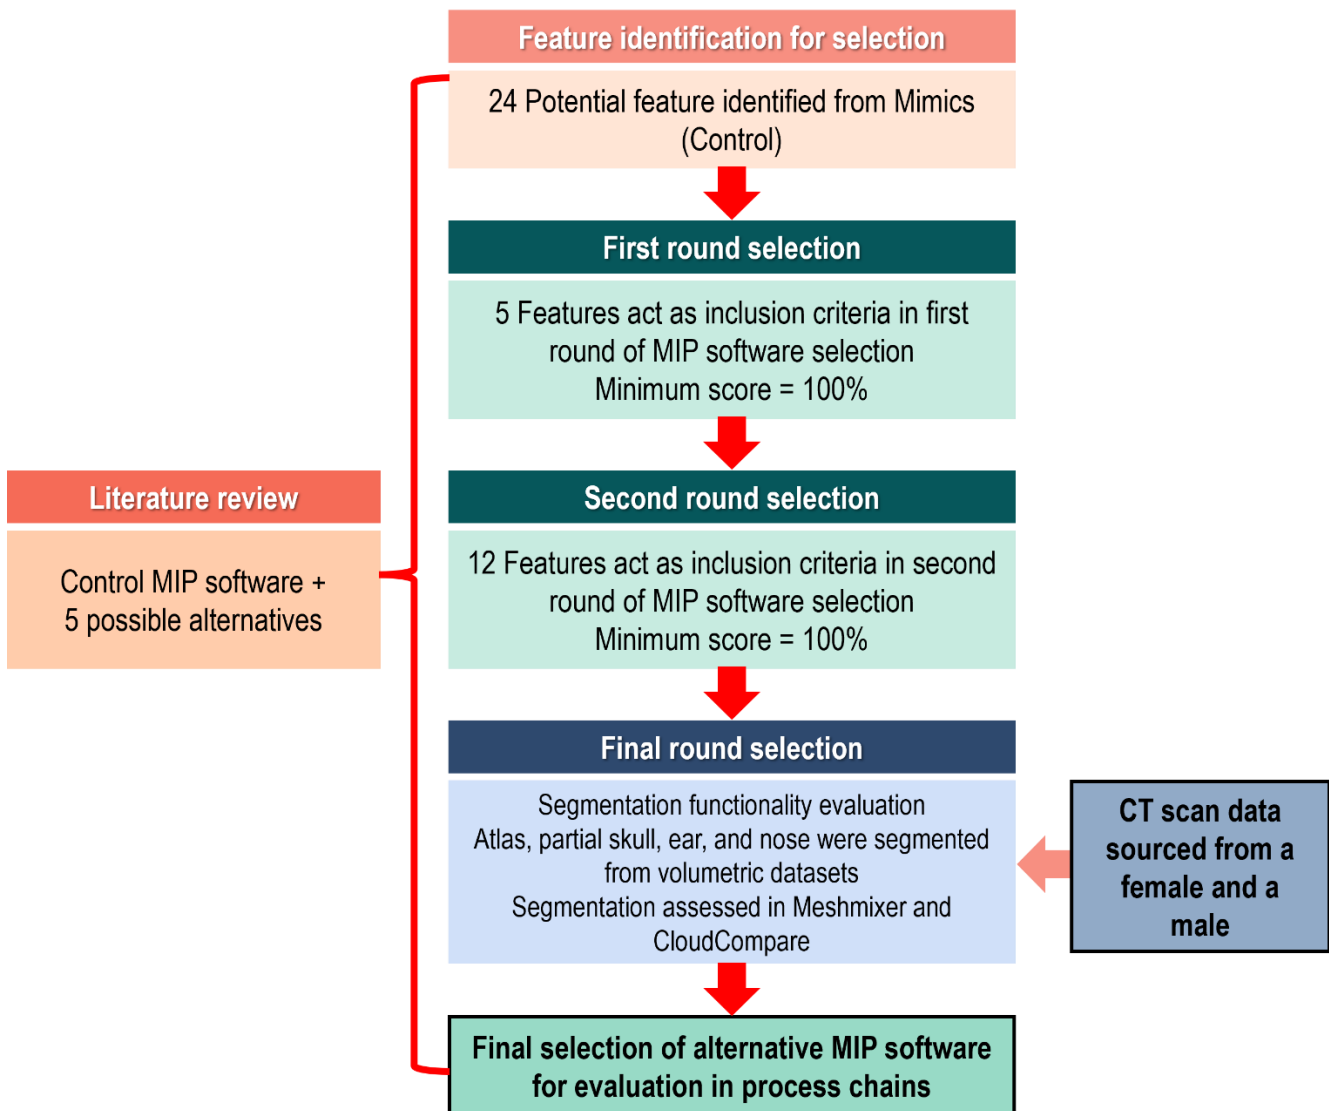 Feature identification for selection
24 Potential feature identified from Mimics
(Control)
First round selection
5 Features act as inclusion criteria in first
round of MIP software selection
Minimum score = 100%
Literature review
Control MIP software +
5 possible alternatives
Second round selection
12 Features act as inclusion criteria in second
round of MIP software selection
Minimum score = 100%
Final round selection
Segmentation functionality evaluation
Atlas, partial skull, ear, and nose were segmented
from volumetric datasets
Segmentation assessed in Meshmixer and
CloudCompare
CT scan data
sourced from a
female and a
male
Final selection of alternative MIP software
for evaluation in process chains